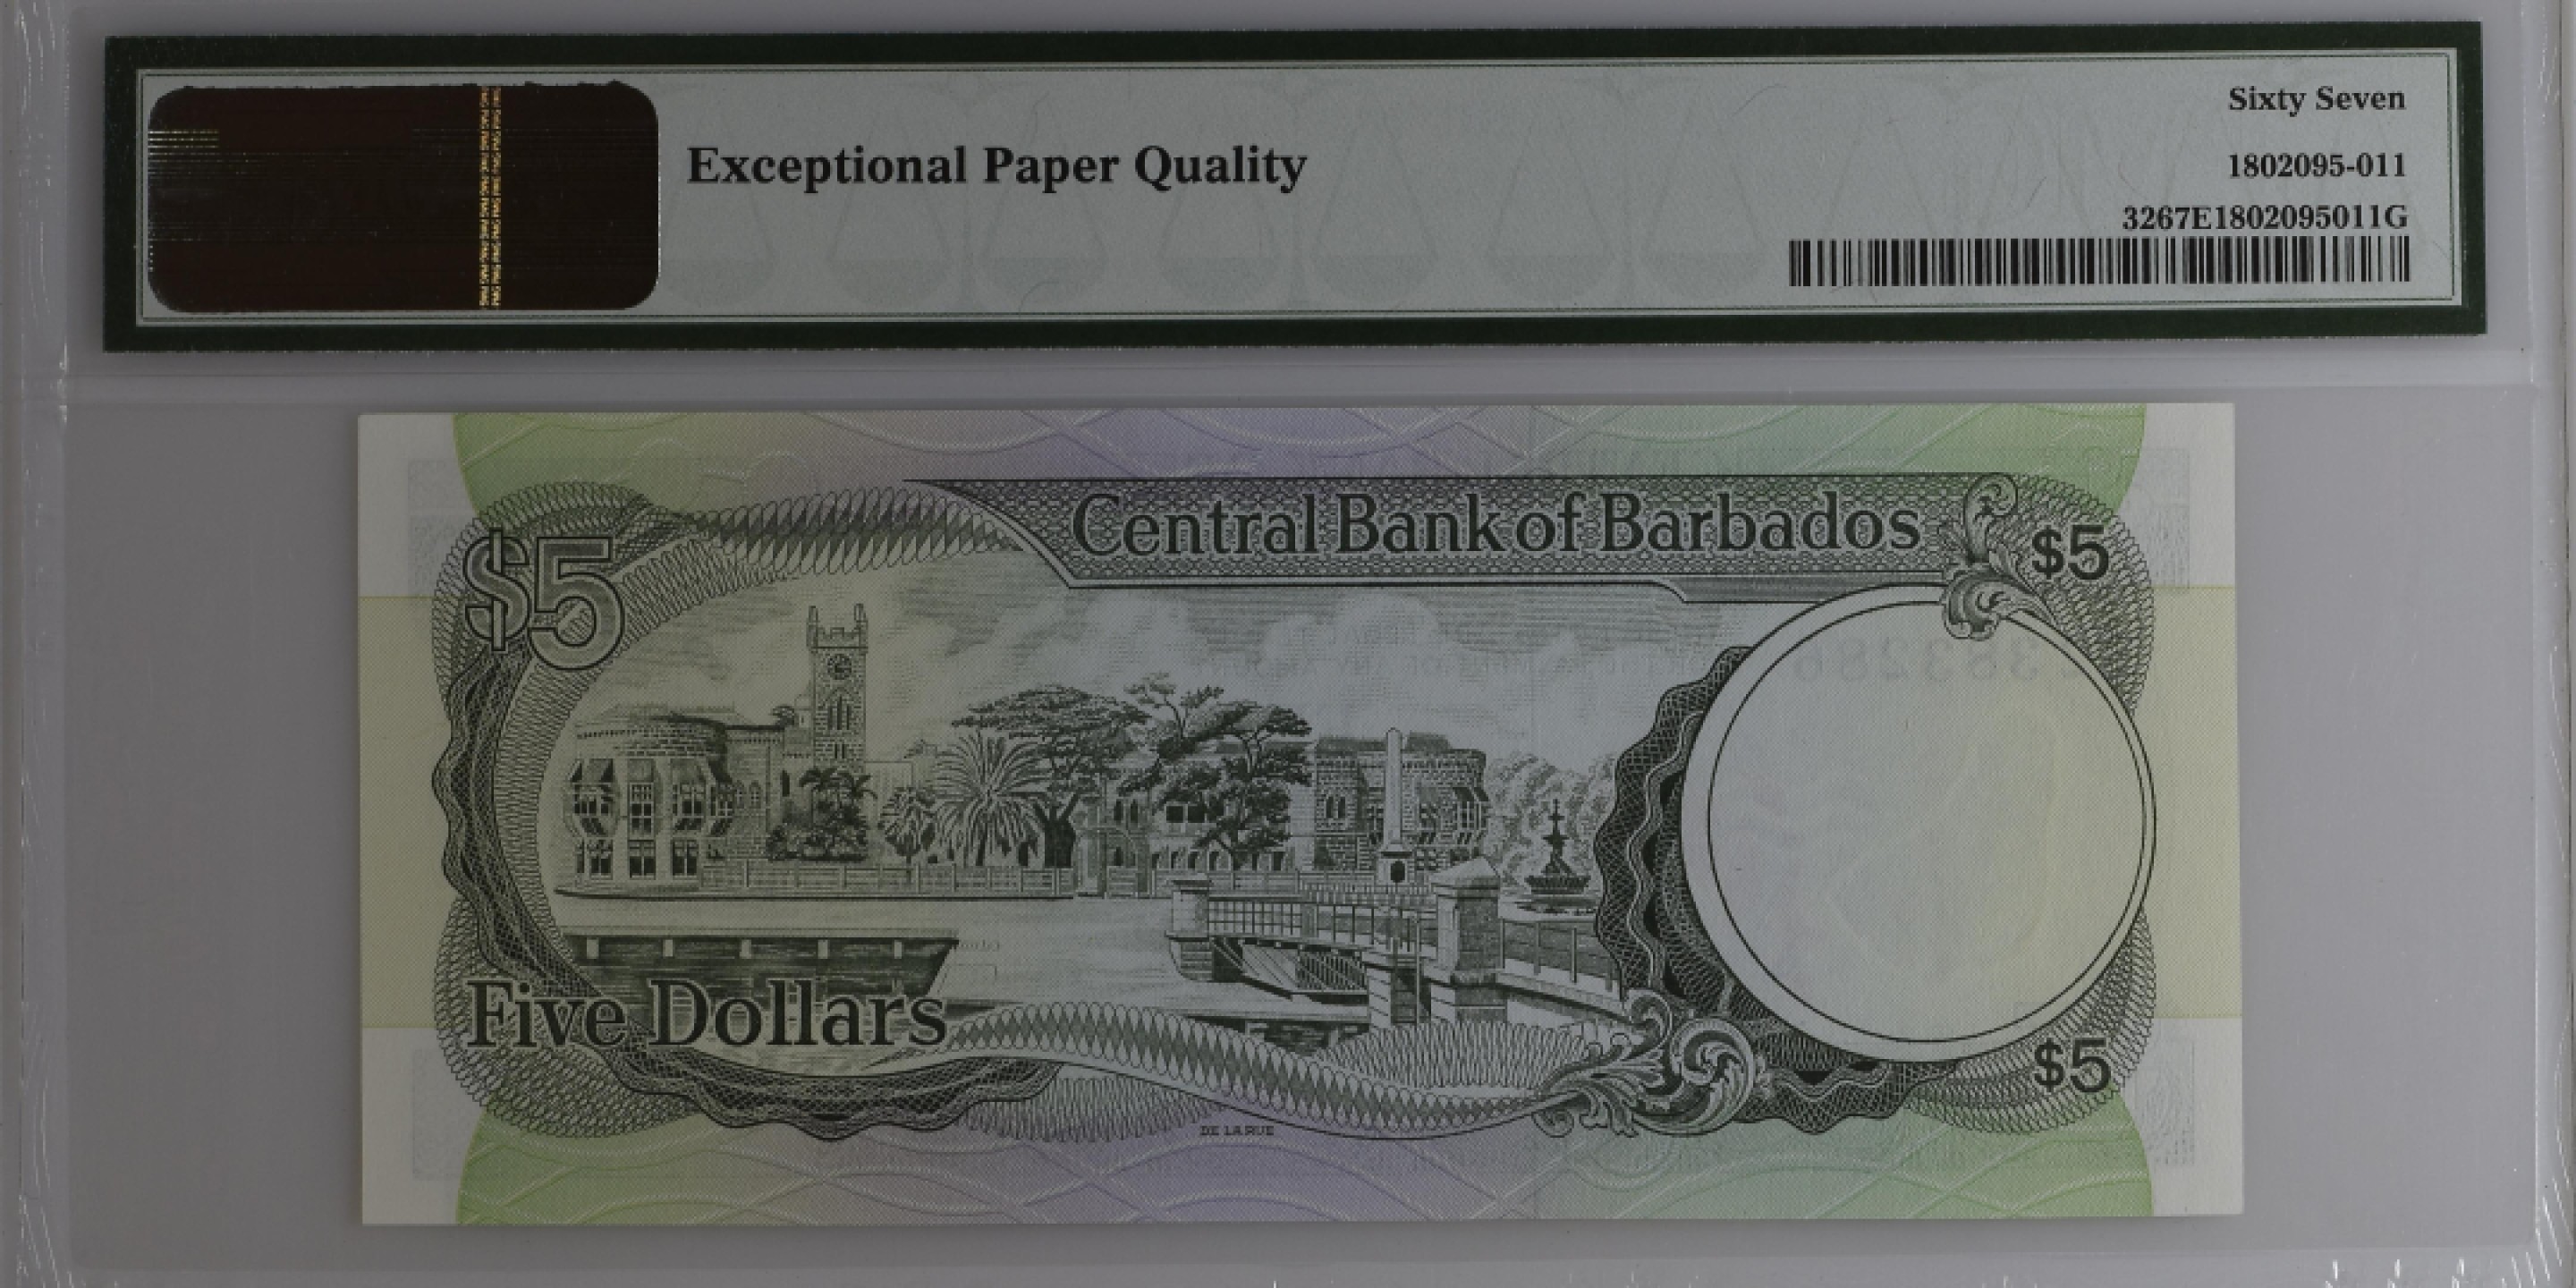 Sixty Seven
Exceptional Paper Quality
1802095-011
3267E1802095011G
Central Bank of Barbados
$5
$5
Five Dollars
$5
DE LA RUE